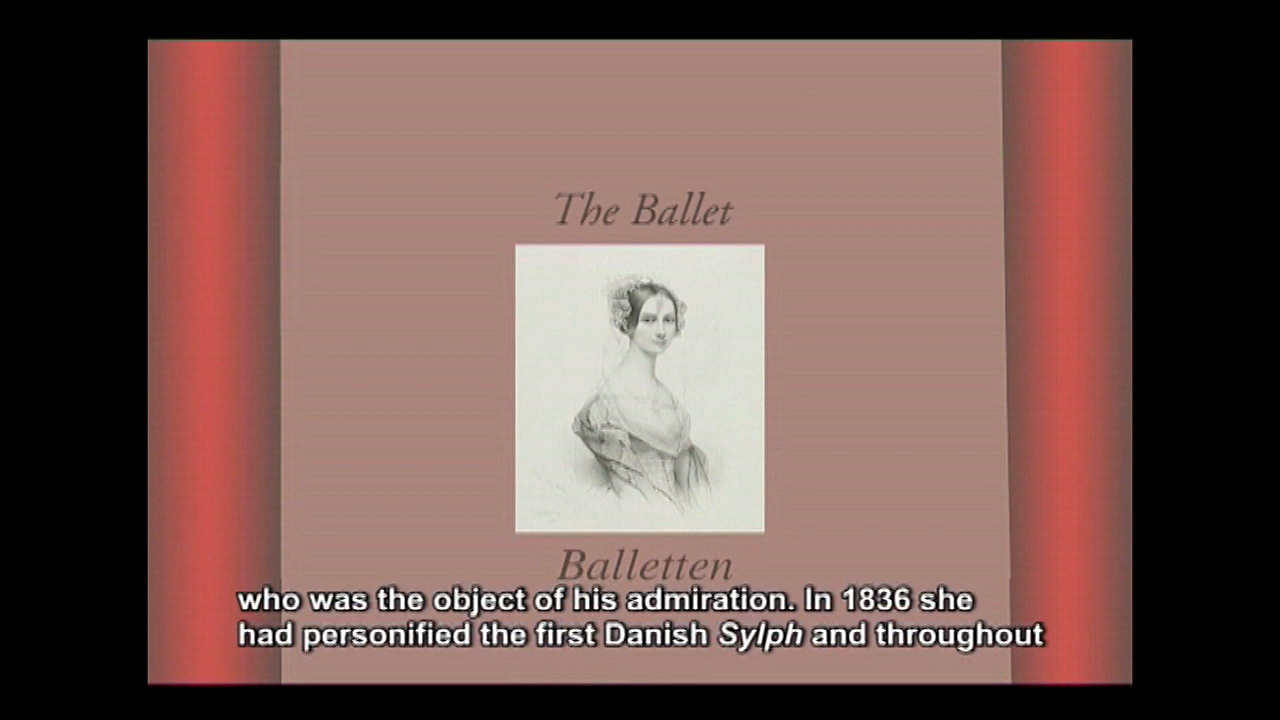 The Ballet
Balletten
who was the object of his admiration. In 1836 she
had personified the first Danish Sylph and throughout